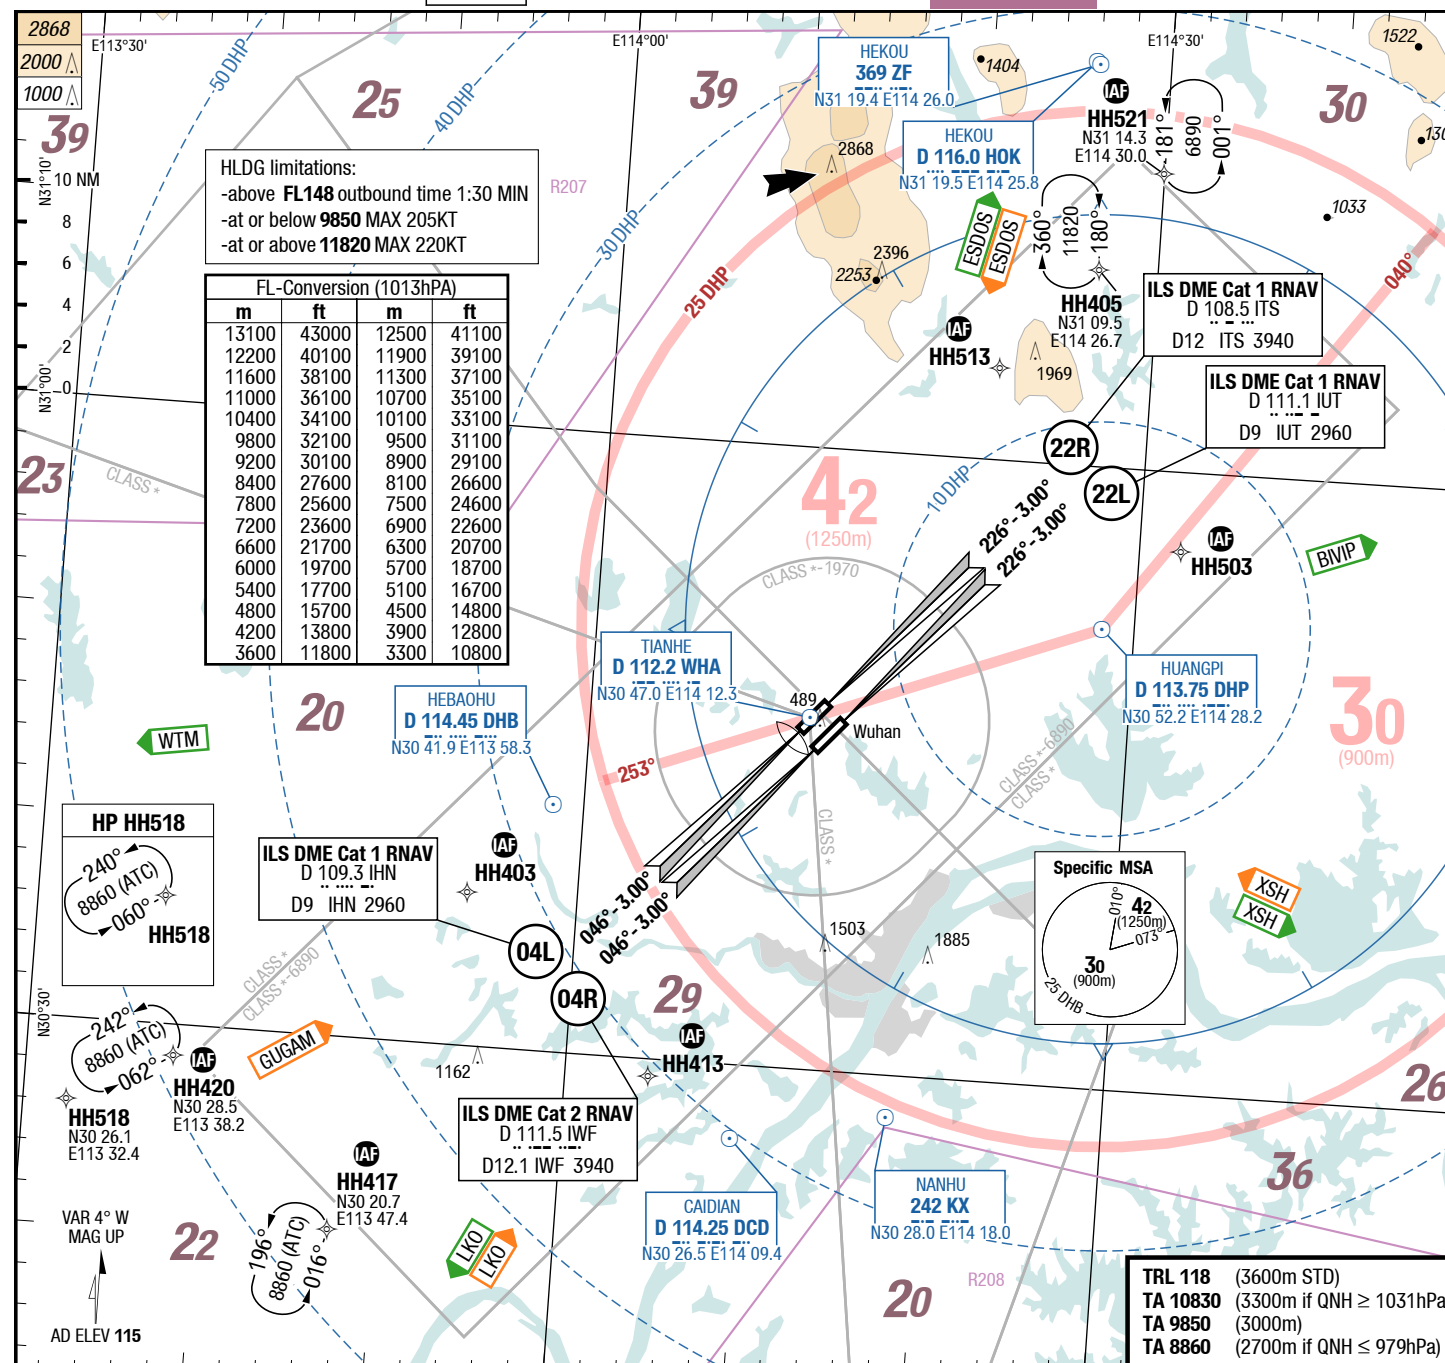 2868
2000
1000
E113°30'
E114°00'
E114°30'
N31°10'
10 NM
8
6
4
2
0
N31°00'
N30°30'
39
25
39
30
23
20
29
22
20
26
36
1522
1404
1033
2868
2396
2253
1969
50 DHP
40 DHP
30 DHP
25 DHP
10 DHP
HLDG limitations:
-above FL148 outbound time 1:30 MIN
-at or below 9850 MAX 205KT
-at or above 11820 MAX 220KT
R207
FL-Conversion (1013hPA)
m ft m ft
13100 43000 12500 41100
12200 40100 11900 39100
11600 38100 11300 37100
11000 36100 10700 35100
10400 34100 10100 33100
9800 32100 9500 31100
9200 30100 8900 29100
8400 27600 8100 26600
7800 25600 7500 24600
7200 23600 6900 22600
6600 21700 6300 20700
6000 19700 5700 18700
5400 17700 5100 16700
4800 15700 4500 14800
4200 13800 3900 12800
3600 11800 3300 10800
HEKOU
369 ZF
N31 19.4 E114 26.0
HEKOU
D 116.0 HOK
N31 19.5 E114 25.8
IAF
HH521
N31 14.3
E114 30.0
181°
6890
001°
ESDOS
ESDOS
360°
11820
180°
HH405
N31 09.5
E114 26.7
IAF
HH513
040°
ILS DME Cat 1 RNAV
D 108.5 ITS
D12 ITS 3940
ILS DME Cat 1 RNAV
D 111.1 IUT
D9 IUT 2960
22R
22L
226°- 3.00°
226°- 3.00°
42
(1250m)
CLASS *
CLASS *-1970
IAF
HH503
BIVIP
TIANHE
D 112.2 WHA
N30 47.0 E114 12.3
489
Wuhan
HUANGPI
D 113.75 DHP
N30 52.2 E114 28.2
30
(900m)
HEBAOHU
D 114.45 DHB
N30 41.9 E113 58.3
WTM
253°
CLASS *-6890
CLASS *
CLASS *
HP HH518
240°
8860 (ATC)
060°
HH518
ILS DME Cat 1 RNAV
D 109.3 IHN
D9 IHN 2960
IAF
HH403
046°- 3.00°
046°- 3.00°
04L
04R
CLASS *
CLASS *-6890
1503
1885
Specific MSA
010°
42
(1250m)
073°
30
(900m)
25 DHB
XSH
XSH
242°
8860 (ATC)
062°
IAF
HH420
N30 28.5
E113 38.2
HH518
N30 26.1
E113 32.4
GUGAM
1162
IAF
HH413
ILS DME Cat 2 RNAV
D 111.5 IWF
D12.1 IWF 3940
IAF
HH417
N30 20.7
E113 47.4
196°
8860 (ATC)
016°
LKO
LKO
CAIDIAN
D 114.25 DCD
N30 26.5 E114 09.4
NANHU
242 KX
N30 28.0 E114 18.0
R208
VAR 4° W
MAG UP
AD ELEV 115
TRL 118 (3600m STD)
TA 10830 (3300m if QNH ≥ 1031hPa
TA 9850 (3000m)
TA 8860 (2700m if QNH ≤ 979hPa)